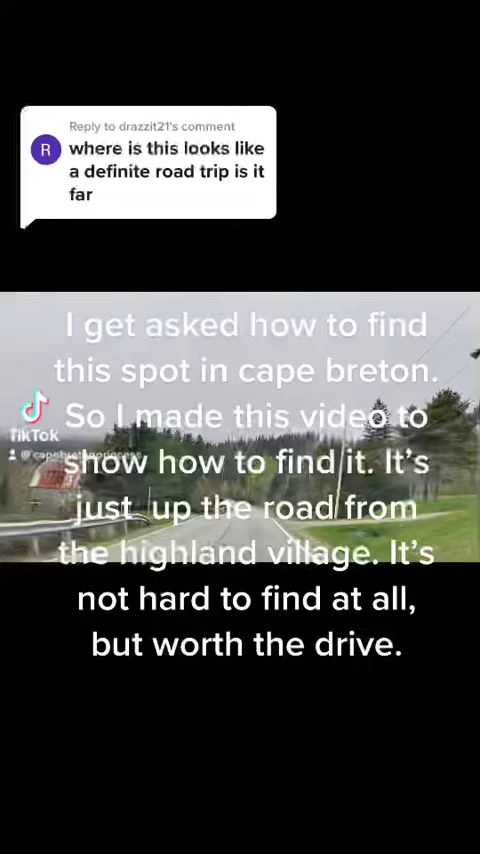 Reply to drazzit21's comment
R
where is this looks like
a definite road trip is it
far
I get asked how to find
this spot in cape breton.
So I made this video to
TikTok
show how to find it. It’s
just up the road from
the highland village. It’s
not hard to find at all,
but worth the drive.